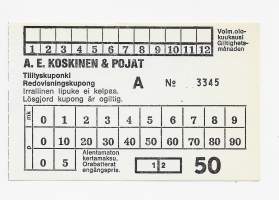 Voim.olo-
kuukausi
Giltighets-
månaden
1 2 3 4 5 6 7 8 9 10 11 12
A. E. KOSKINEN & POJAT
Tilityskuponki
Redovisningskupong A № 3345
Irrallinen lipuke ei kelpaa.
Lösgjord kupong är ogillig.
mk 0 1 2 3 4 5 6 7 8 9
p 0 10 20 30 40 50 60 70 80 90
0 5 Alentamaton
kertamaksu.
Orabatterat
engångspris. 1 2 50